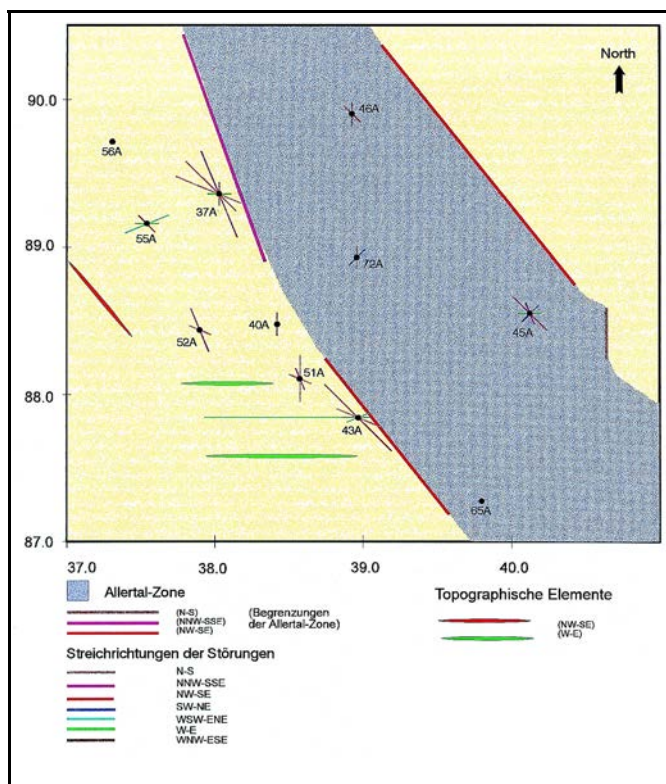 North
90.0
46A
56A
37A
89.0
55A
72A
40A
52A
45A
88.0
51A
43A
65A
87.0
37.0 38.0 39.0 40.0
Allertal-Zone
(N-S) (Begrenzungen
(NNW-SSE) der Allertal-Zone)
(NW-SE)
Topographische Elemente
(NW-SE)
(W-E)
Streichrichtungen der Störungen
N-S
NNW-SSE
NW-SE
SW-NE
WSW-ENE
W-E
WNW-ESE